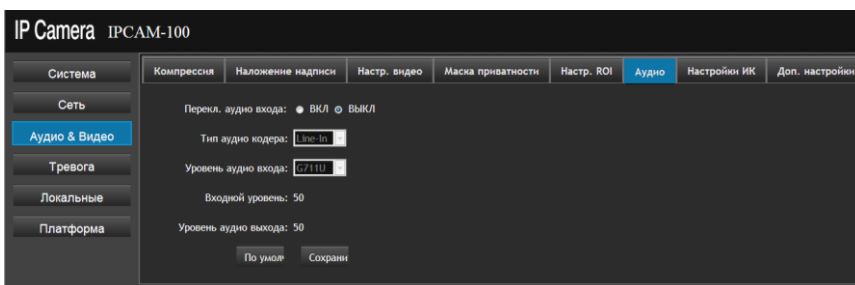 IP Camera IPCAM-100
Система
Сеть
Аудио & Видео
Тревога
Локальные
Платформа
Компрессия Наложение надписи Настр. видео Маска приватности Настр. ROI Аудио Настройки ИК Доп. настройки
Перекл. аудио входа: ВКЛ ВЫКЛ
Тип аудио кодера: Line-In
Уровень аудио входа: G711U
Входной уровень: 50
Уровень аудио выхода: 50
По умол Сохрани